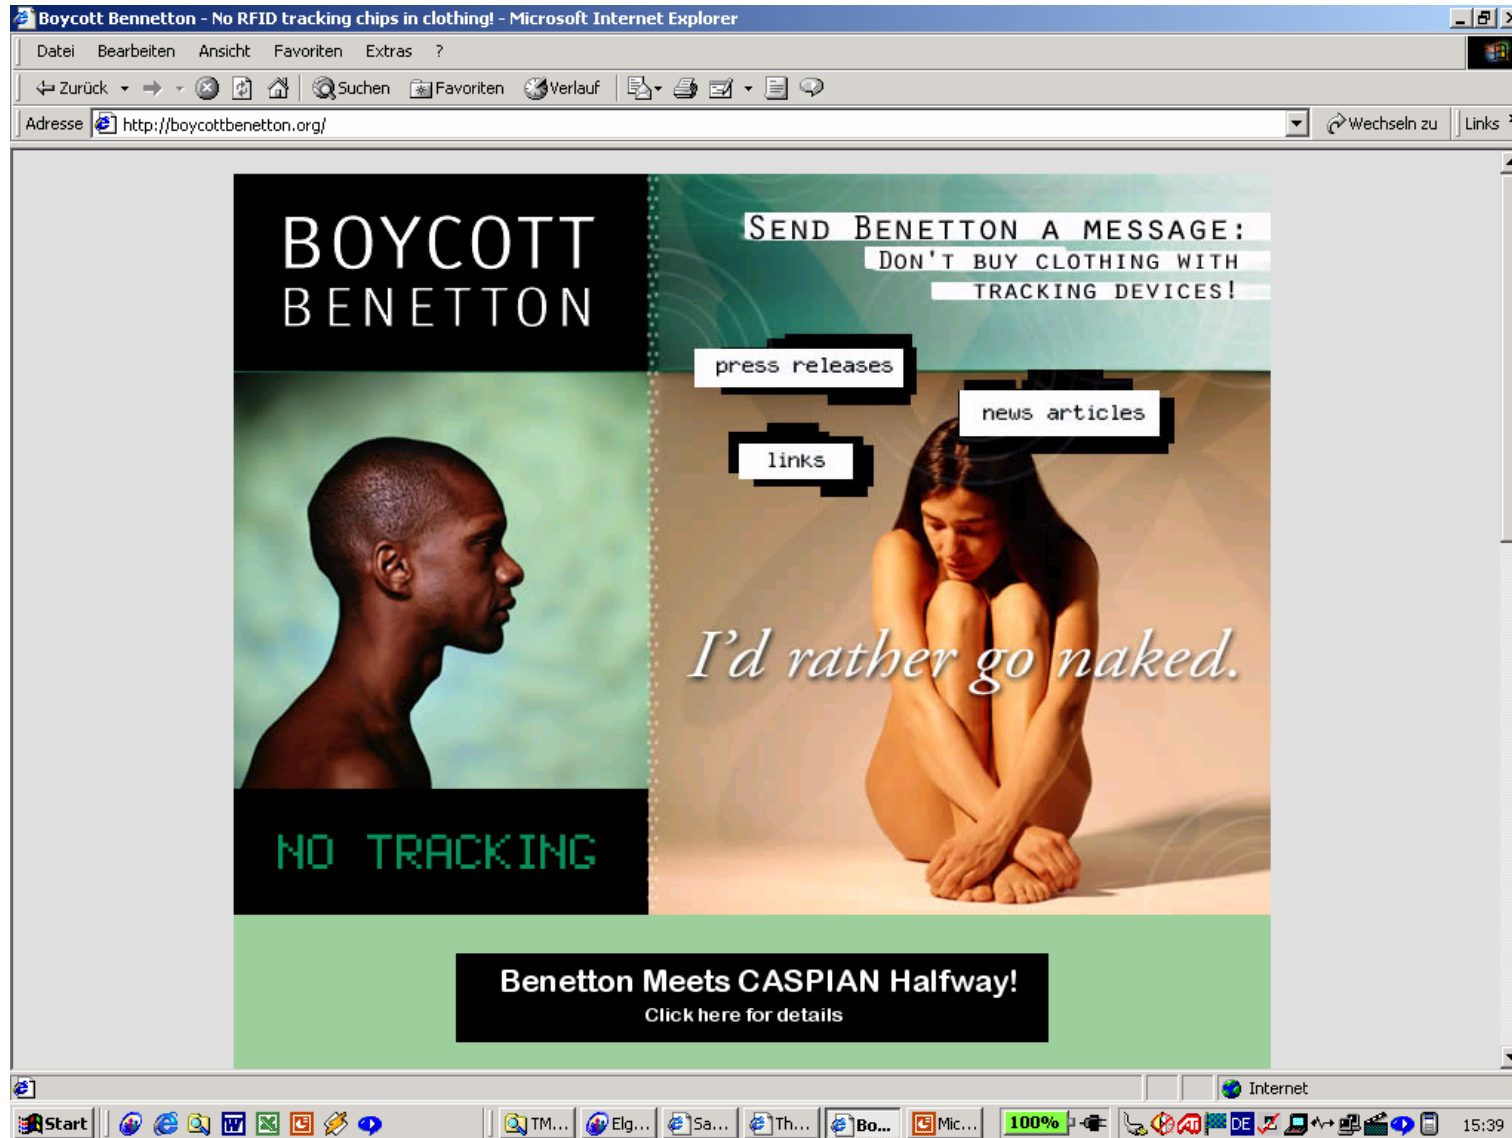 Boycott Bennetton - No RFID tracking chips in clothing! - Microsoft Internet Explorer
Datei Bearbeiten Ansicht Favoriten Extras ?
Zurück Suchen Favoriten Verlauf
Adresse http://boycottbenetton.org/ Wechseln zu Links
BOYCOTT
BENETTON
SEND BENETTON A MESSAGE:
DON'T BUY CLOTHING WITH
TRACKING DEVICES!
press releases
news articles
links
I'd rather go naked.
NO TRACKING
Benetton Meets CASPIAN Halfway!
Click here for details
Internet
Start TM... Elg... Sa... Th... Bo... Mic... 100% DE 15:39